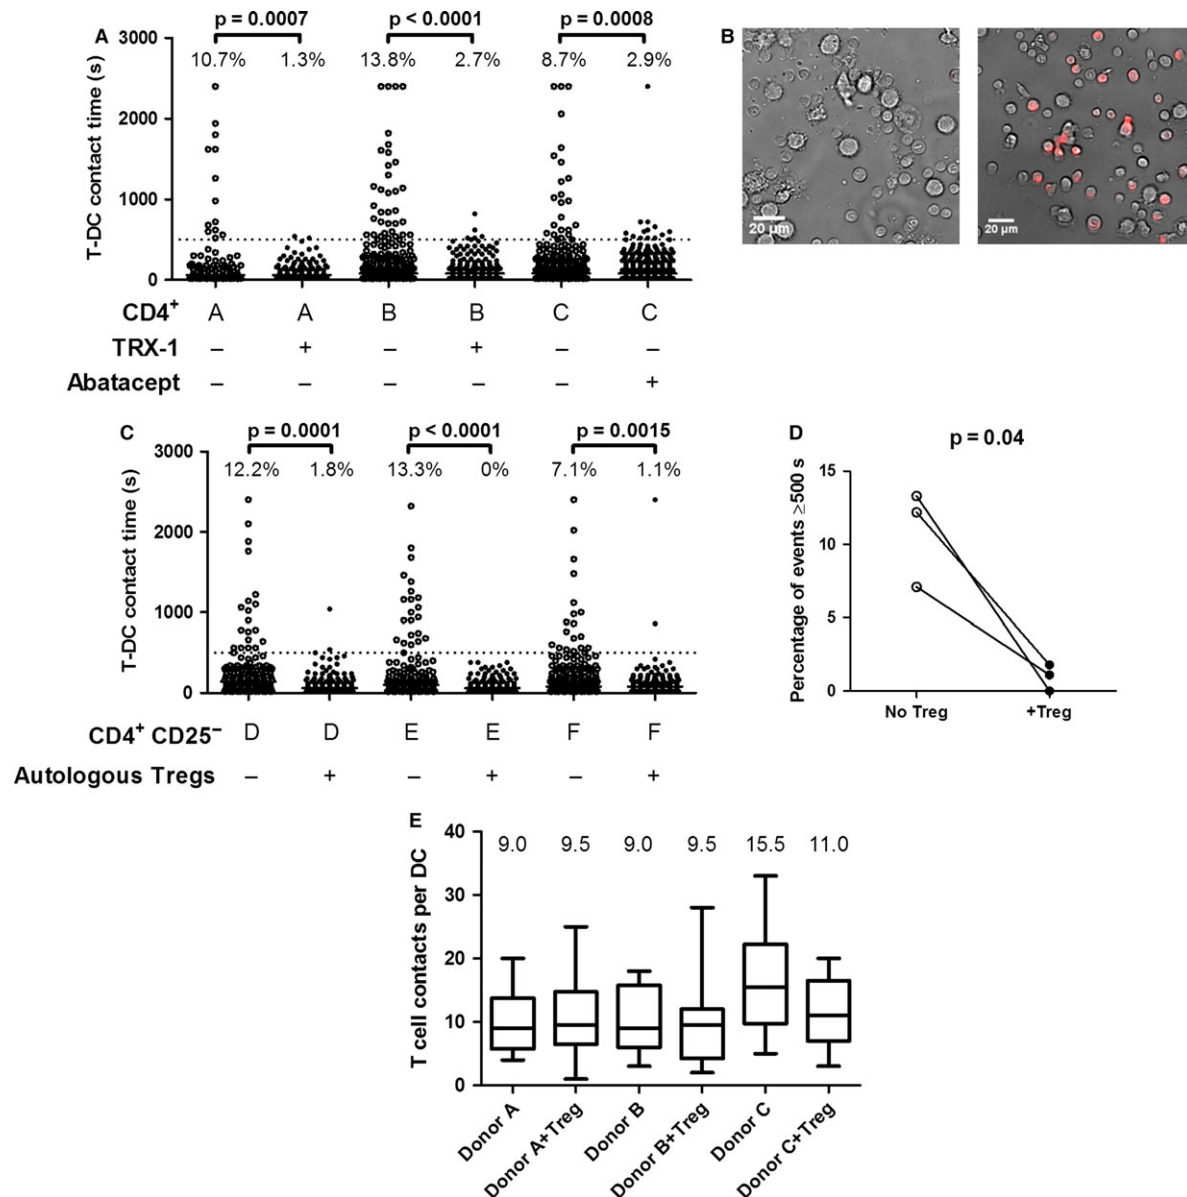 A
p = 0.0007 p < 0.0001 p = 0.0008
10.7% 1.3% 13.8% 2.7% 8.7% 2.9%
T-DC contact time (s)
3000
2000
1000
0
CD4⁺ A A B B C C
TRX-1 – + – + – –
Abatacept – – – – – +
B
20 µm
20 µm
C
p = 0.0001 p < 0.0001 p = 0.0015
12.2% 1.8% 13.3% 0% 7.1% 1.1%
T-DC contact time (s)
3000
2000
1000
0
CD4⁺ CD25⁻ D D E E F F
Autologous Tregs – + – + – +
D
p = 0.04
Percentage of events ≥500 s
15
10
5
0
No Treg +Treg
E
9.0 9.5 9.0 9.5 15.5 11.0
T cell contacts per DC
40
30
20
10
0
Donor A
Donor A+Treg
Donor B
Donor B+Treg
Donor C
Donor C+Treg